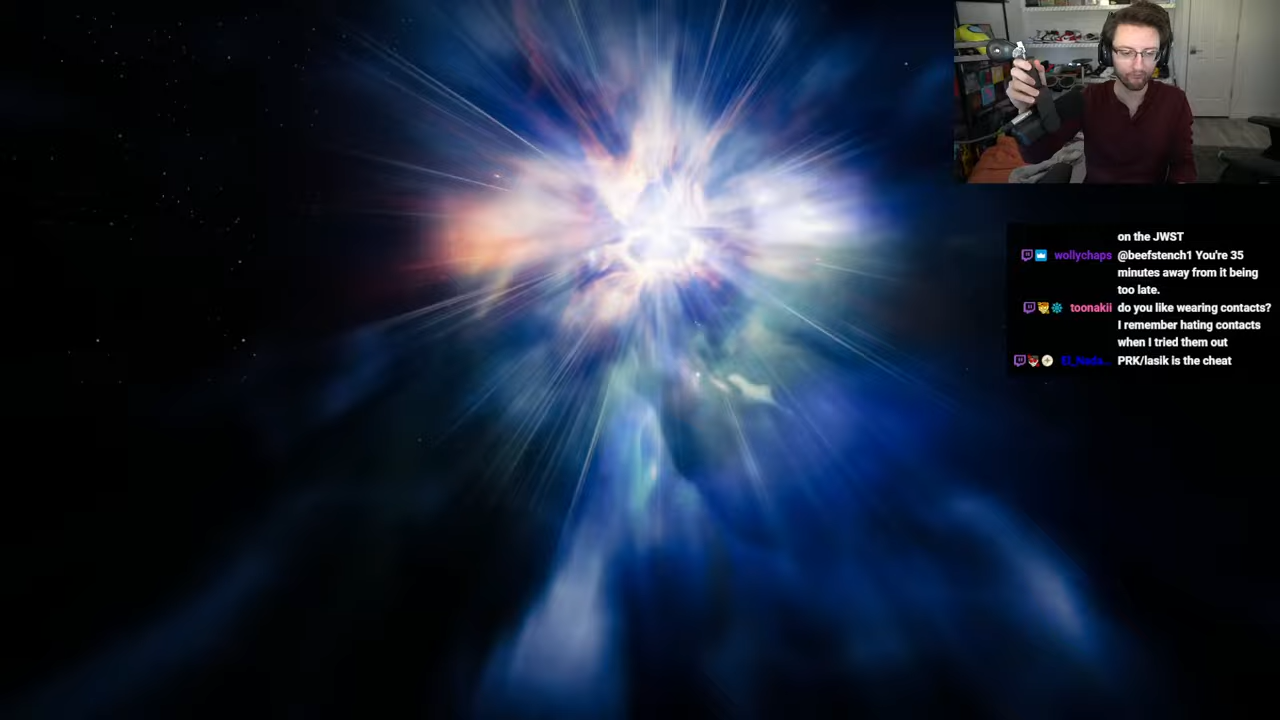 on the JWST
wollychaps @beefstench1 You're 35
minutes away from it being
too late.
toonakii do you like wearing contacts?
I remember hating contacts
when I tried them out
El_Nada... PRK/lasik is the cheat